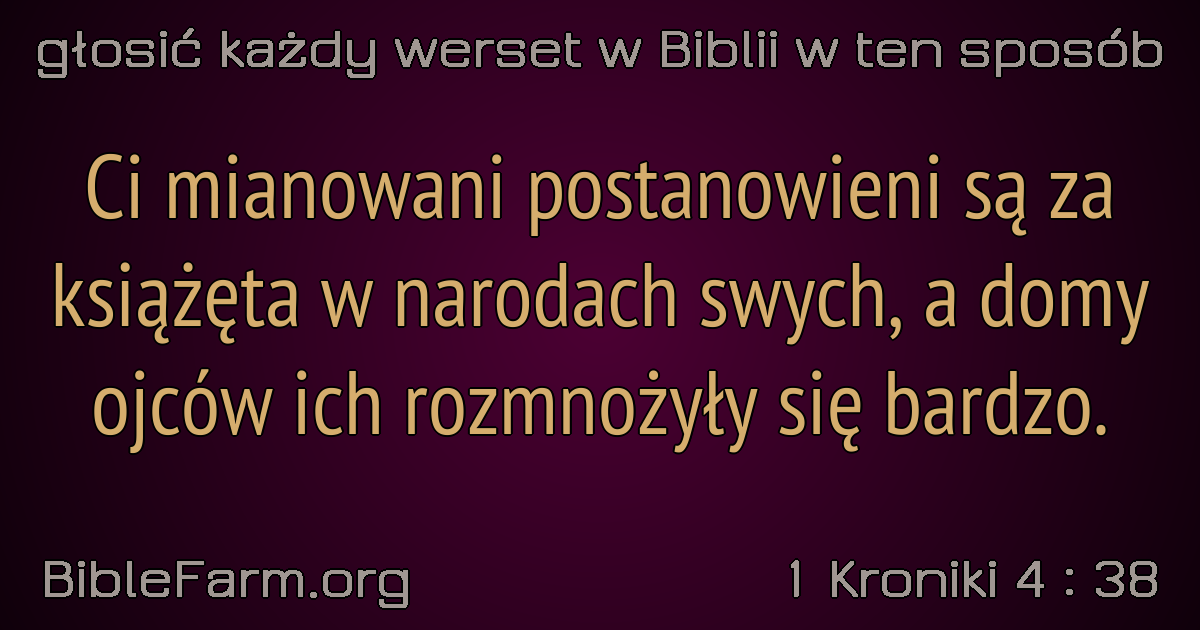 głosić każdy werset w Biblii w ten sposób
Ci mianowani postanowieni są za
książęta w narodach swych, a domy
ojców ich rozmnożyły się bardzo.
BibleFarm.org
1 Kroniki 4 : 38